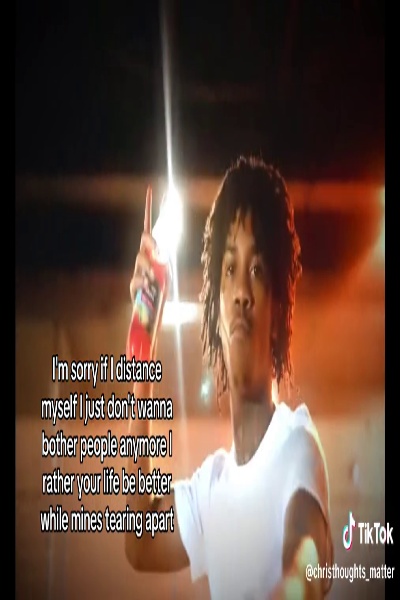 I'm sorry if I distance
myself I just don't wanna
bother people anymore I
rather your life be better
while mines tearing apart
TikTok
@christhoughts_matter